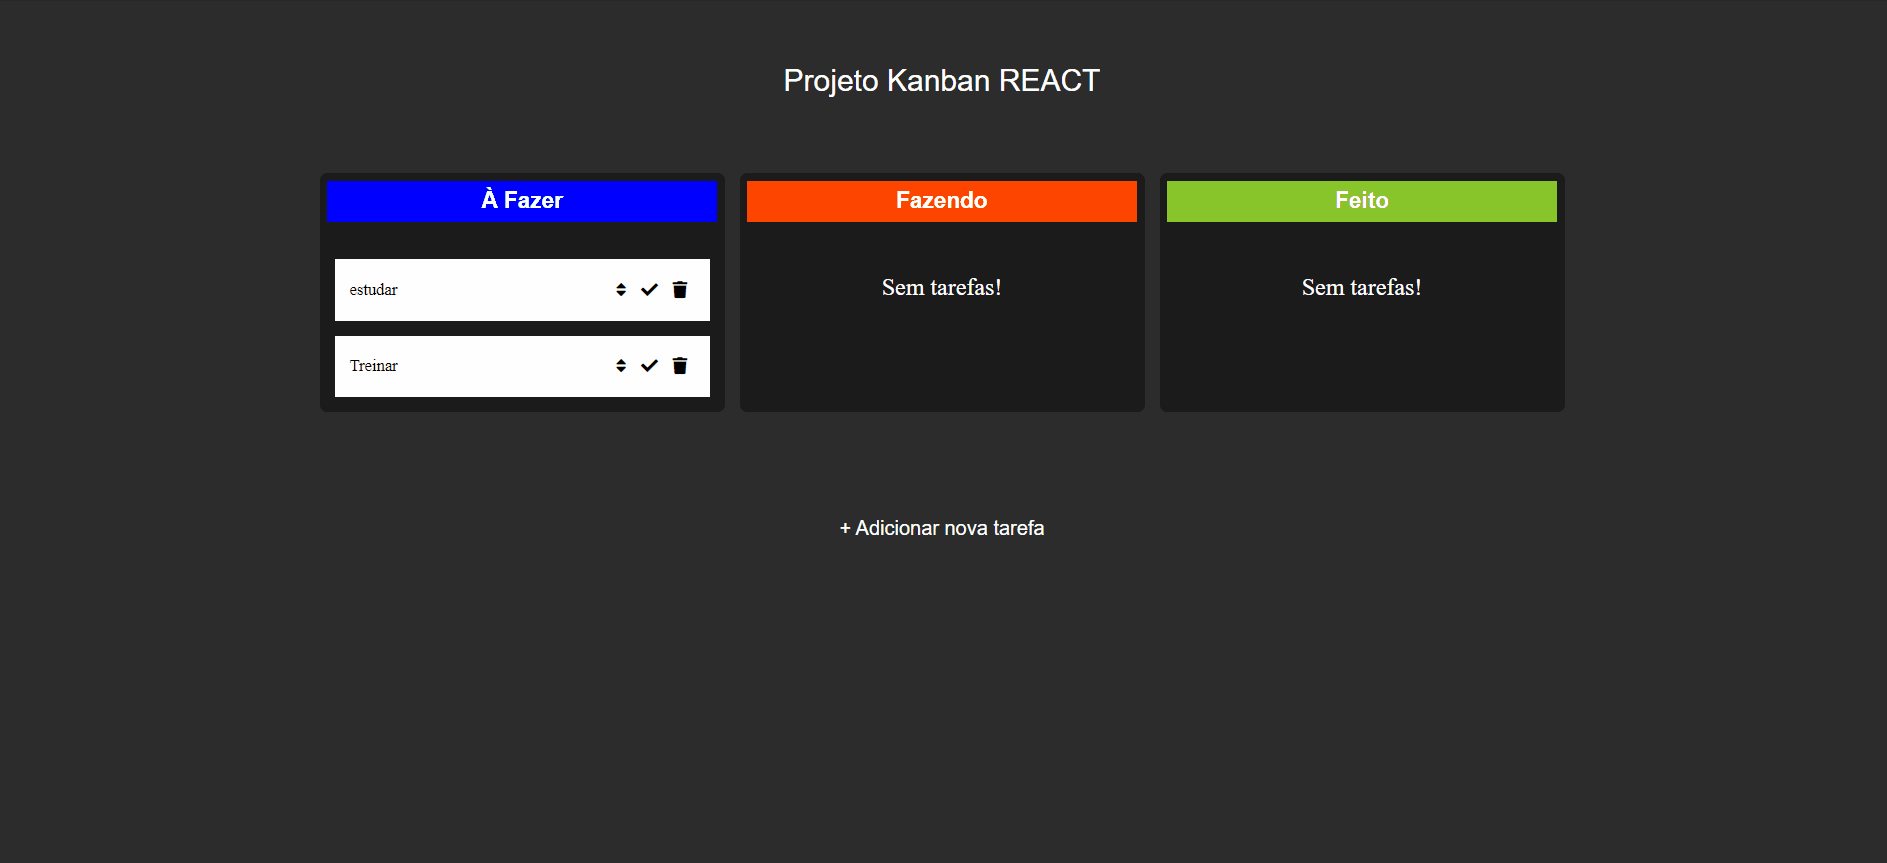 Projeto Kanban REACT
À Fazer
estudar
Treinar
Fazendo
Sem tarefas!
Feito
Sem tarefas!
+ Adicionar nova tarefa